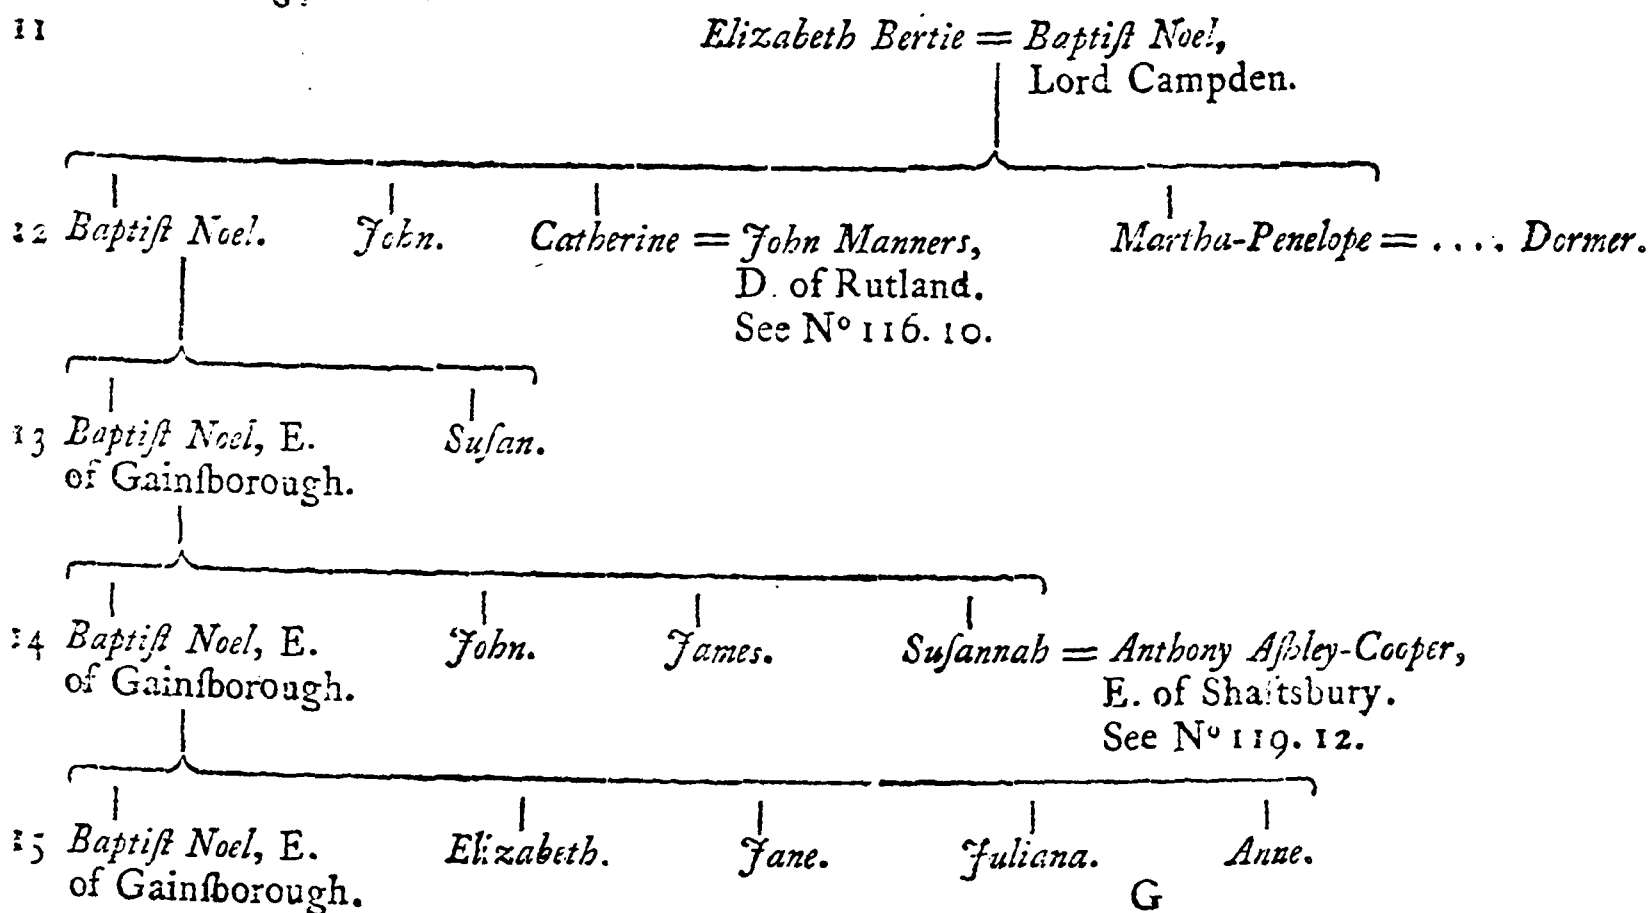 11
Elizabeth Bertie = Baptiſt Noel,
Lord Campden.
12 Baptiſt Noel. John. Catherine = John Manners, Martha-Penelope = .... Dormer.
D. of Rutland.
See Nº 116. 10.
13 Baptiſt Noel, E. Suſan.
of Gainſborough.
14 Baptiſt Noel, E. John. James. Suſannah = Anthony Aſhley-Cooper,
of Gainſborough. E. of Shaftsbury.
See Nº 119. 12.
15 Baptiſt Noel, E. Elizabeth. Jane. Juliana. Anne.
of Gainſborough. G